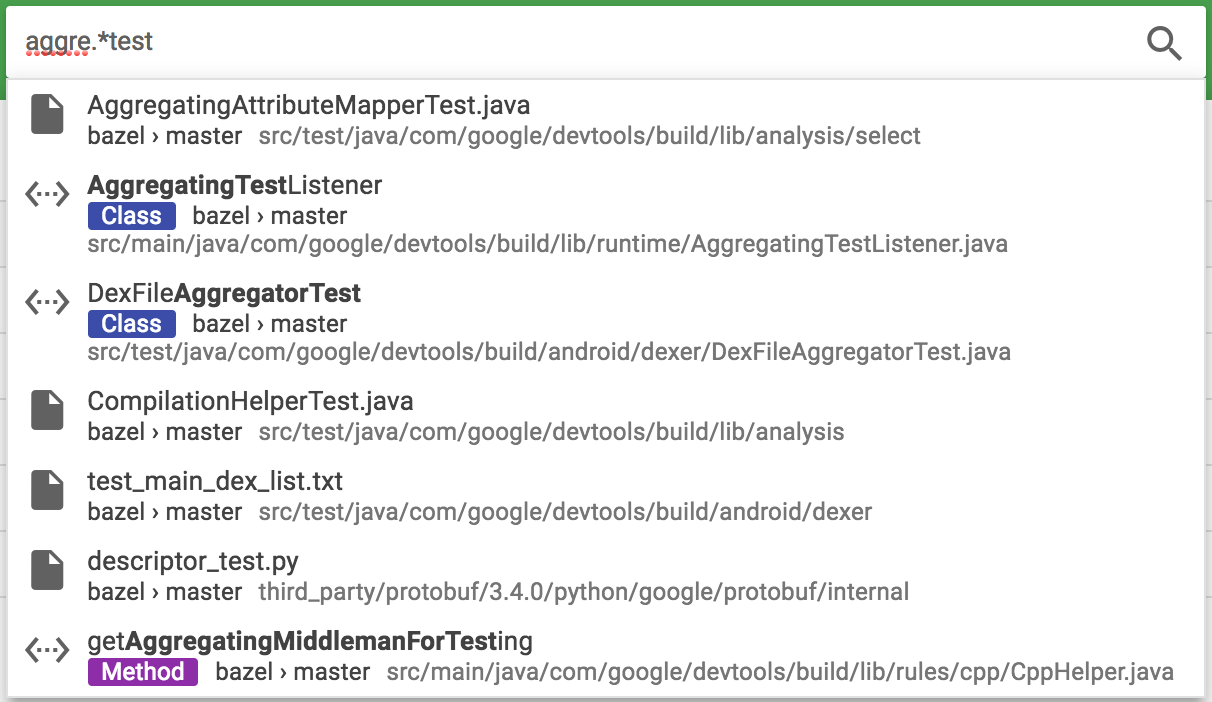 aggre.*test
AggregatingAttributeMapperTest.java
bazel › master src/test/java/com/google/devtools/build/lib/analysis/select
AggregatingTestListener
Class bazel › master
src/main/java/com/google/devtools/build/lib/runtime/AggregatingTestListener.java
DexFileAggregatorTest
Class bazel › master
src/test/java/com/google/devtools/build/android/dexer/DexFileAggregatorTest.java
CompilationHelperTest.java
bazel › master src/test/java/com/google/devtools/build/lib/analysis
test_main_dex_list.txt
bazel › master src/test/java/com/google/devtools/build/android/dexer
descriptor_test.py
bazel › master third_party/protobuf/3.4.0/python/google/protobuf/internal
getAggregatingMiddlemanForTesting
Method bazel › master src/main/java/com/google/devtools/build/lib/rules/cpp/CppHelper.java